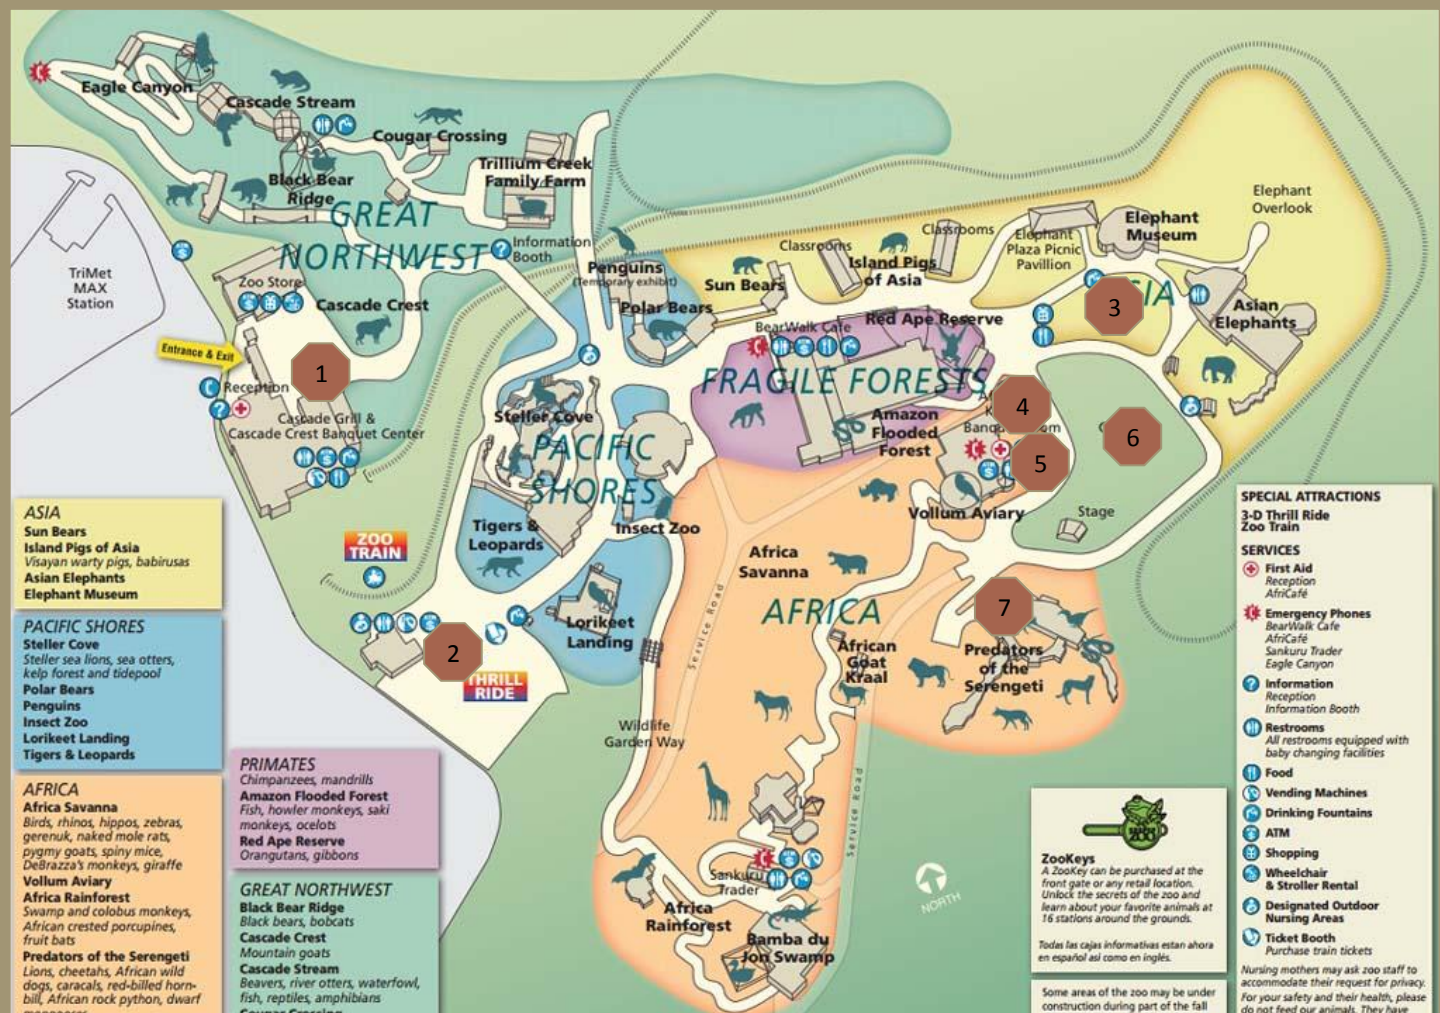 Eagle Canyon
Cascade Stream
Cougar Crossing
Trillium Creek
Family Farm
Black Bear
Ridge
GREAT
NORTHWEST
Information
Booth
TriMet
MAX
Station
Zoo Store
Cascade Crest
Entrance & Exit
Reception
1
Cascade Grill &
Cascade Crest Banquet Center
Penguins
(Temporary exhibit)
Polar Bears
Sun Bears
Classrooms
Classrooms
Island Pigs
of Asia
Elephant
Plaza Picnic
Pavillion
Elephant
Museum
Elephant
Overlook
3
SIA
Asian
Elephants
BearWalk Cafe
Red Ape Reserve
FRAGILE FORESTS
Amazon
Flooded
Forest
4
5
6
Vollum Aviary
Stage
Steller Cove
PACIFIC
SHORES
Tigers &
Leopards
Insect Zoo
Lorikeet
Landing
ZOO
TRAIN
2
THRILL
RIDE
Africa
Savanna
AFRICA
African
Goat
Kraal
7
Predators
of the
Serengeti
Service Road
Wildlife
Garden Way
Service Road
Sankuru
Trader
Africa
Rainforest
Bamba du
Jon Swamp
NORTH
ASIA
Sun Bears
Island Pigs of Asia
Visayan warty pigs, babirusas
Asian Elephants
Elephant Museum
PACIFIC SHORES
Steller Cove
Steller sea lions, sea otters,
kelp forest and tidepool
Polar Bears
Penguins
Insect Zoo
Lorikeet Landing
Tigers & Leopards
AFRICA
Africa Savanna
Birds, rhinos, hippos, zebras,
gerenuk, naked mole rats,
pygmy goats, spiny mice,
DeBrazza's monkeys, giraffe
Vollum Aviary
Africa Rainforest
Swamp and colobus monkeys,
African crested porcupines,
fruit bats
Predators of the Serengeti
Lions, cheetahs, African wild
dogs, caracals, red-billed horn-
bill, African rock python, dwarf
PRIMATES
Chimpanzees, mandrills
Amazon Flooded Forest
Fish, howler monkeys, saki
monkeys, ocelots
Red Ape Reserve
Orangutans, gibbons
GREAT NORTHWEST
Black Bear Ridge
Black bears, bobcats
Cascade Crest
Mountain goats
Cascade Stream
Beavers, river otters, waterfowl,
fish, reptiles, amphibians
ZooKeys
A ZooKey can be purchased at the
front gate or any retail location.
Unlock the secrets of the zoo and
learn about your favorite animals at
16 stations around the grounds.
Todas las cajas informativas estan ahora
en español asi como en inglés.
Some areas of the zoo may be under
construction during part of the fall
SPECIAL ATTRACTIONS
3-D Thrill Ride
Zoo Train
SERVICES
First Aid
Reception
AfriCafé
Emergency Phones
BearWalk Cafe
AfriCafé
Sankuru Trader
Eagle Canyon
Information
Reception
Information Booth
Restrooms
All restrooms equipped with
baby changing facilities
Food
Vending Machines
Drinking Fountains
ATM
Shopping
Wheelchair
& Stroller Rental
Designated Outdoor
Nursing Areas
Ticket Booth
Purchase train tickets
Nursing mothers may ask zoo staff to
accommodate their request for privacy.
For your safety and their health, please
do not feed our animals. They have